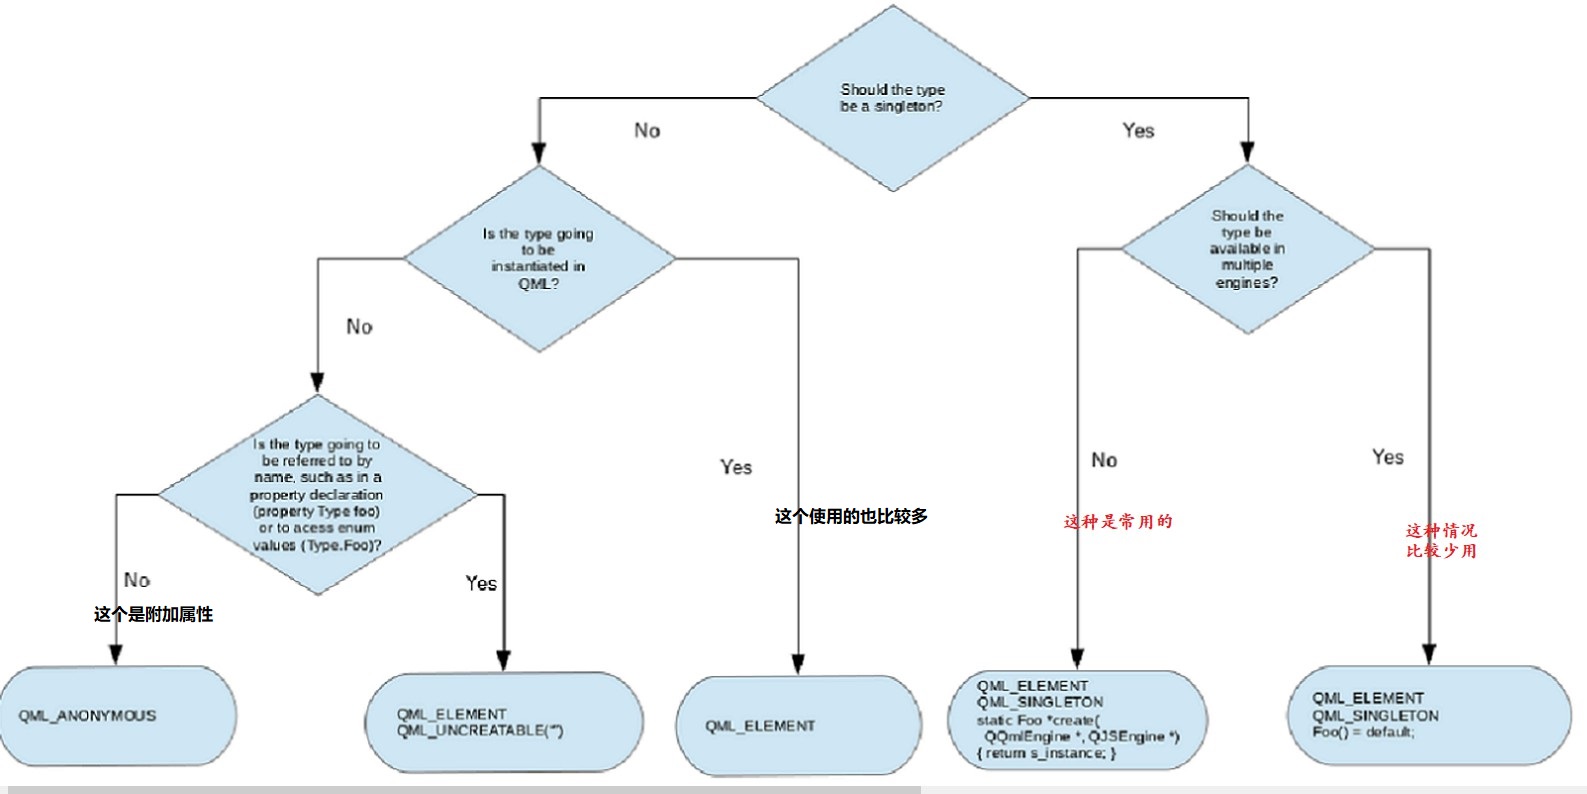 Should the type
be a singleton?
No
Yes
Is the type going
to be
instantiated in
QML?
Should the
type be
available in
multiple
engines?
No
Yes
No
Yes
Is the type going to
be referred to by
name, such as in a
property declaration
(property Type foo)
or to acess enum
values (Type.Foo)?
这个使用的也比较多
这种是常用的
这种情况
比较少用
No
Yes
这个是附加属性
QML_ANONYMOUS
QML_ELEMENT
QML_UNCREATABLE("")
QML_ELEMENT
QML_ELEMENT
QML_SINGLETON
static Foo *create(
QQmlEngine *, QJSEngine *)
{ return s_instance; }
QML_ELEMENT
QML_SINGLETON
Foo() = default;